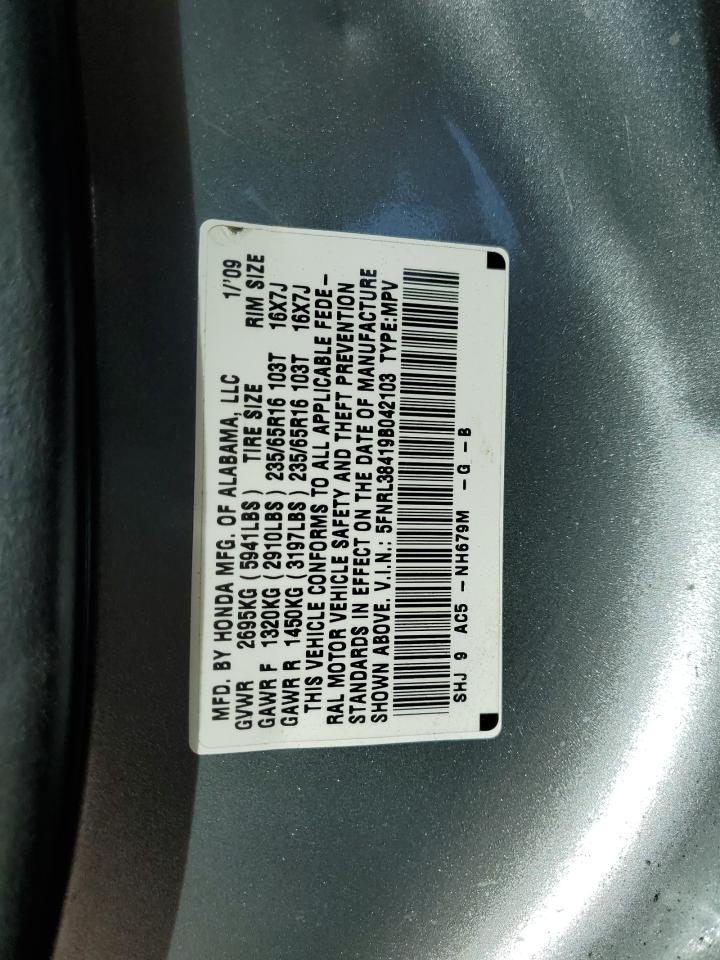 MFD. BY HONDA MFG. OF ALABAMA, LLC 1/'09
GVWR 2695KG (5941LBS) TIRE SIZE RIM SIZE
GAWR F 1320KG (2910LBS) 235/65R16 103T 16X7J
GAWR R 1450KG (3197LBS) 235/65R16 103T 16X7J
THIS VEHICLE CONFORMS TO ALL APPLICABLE FEDE-
RAL MOTOR VEHICLE SAFETY AND THEFT PREVENTION
STANDARDS IN EFFECT ON THE DATE OF MANUFACTURE
SHOWN ABOVE. V.I.N.: 5FNRL38419B042103 TYPE:MPV
SHJ 9 AC5 -NH679M -G -B